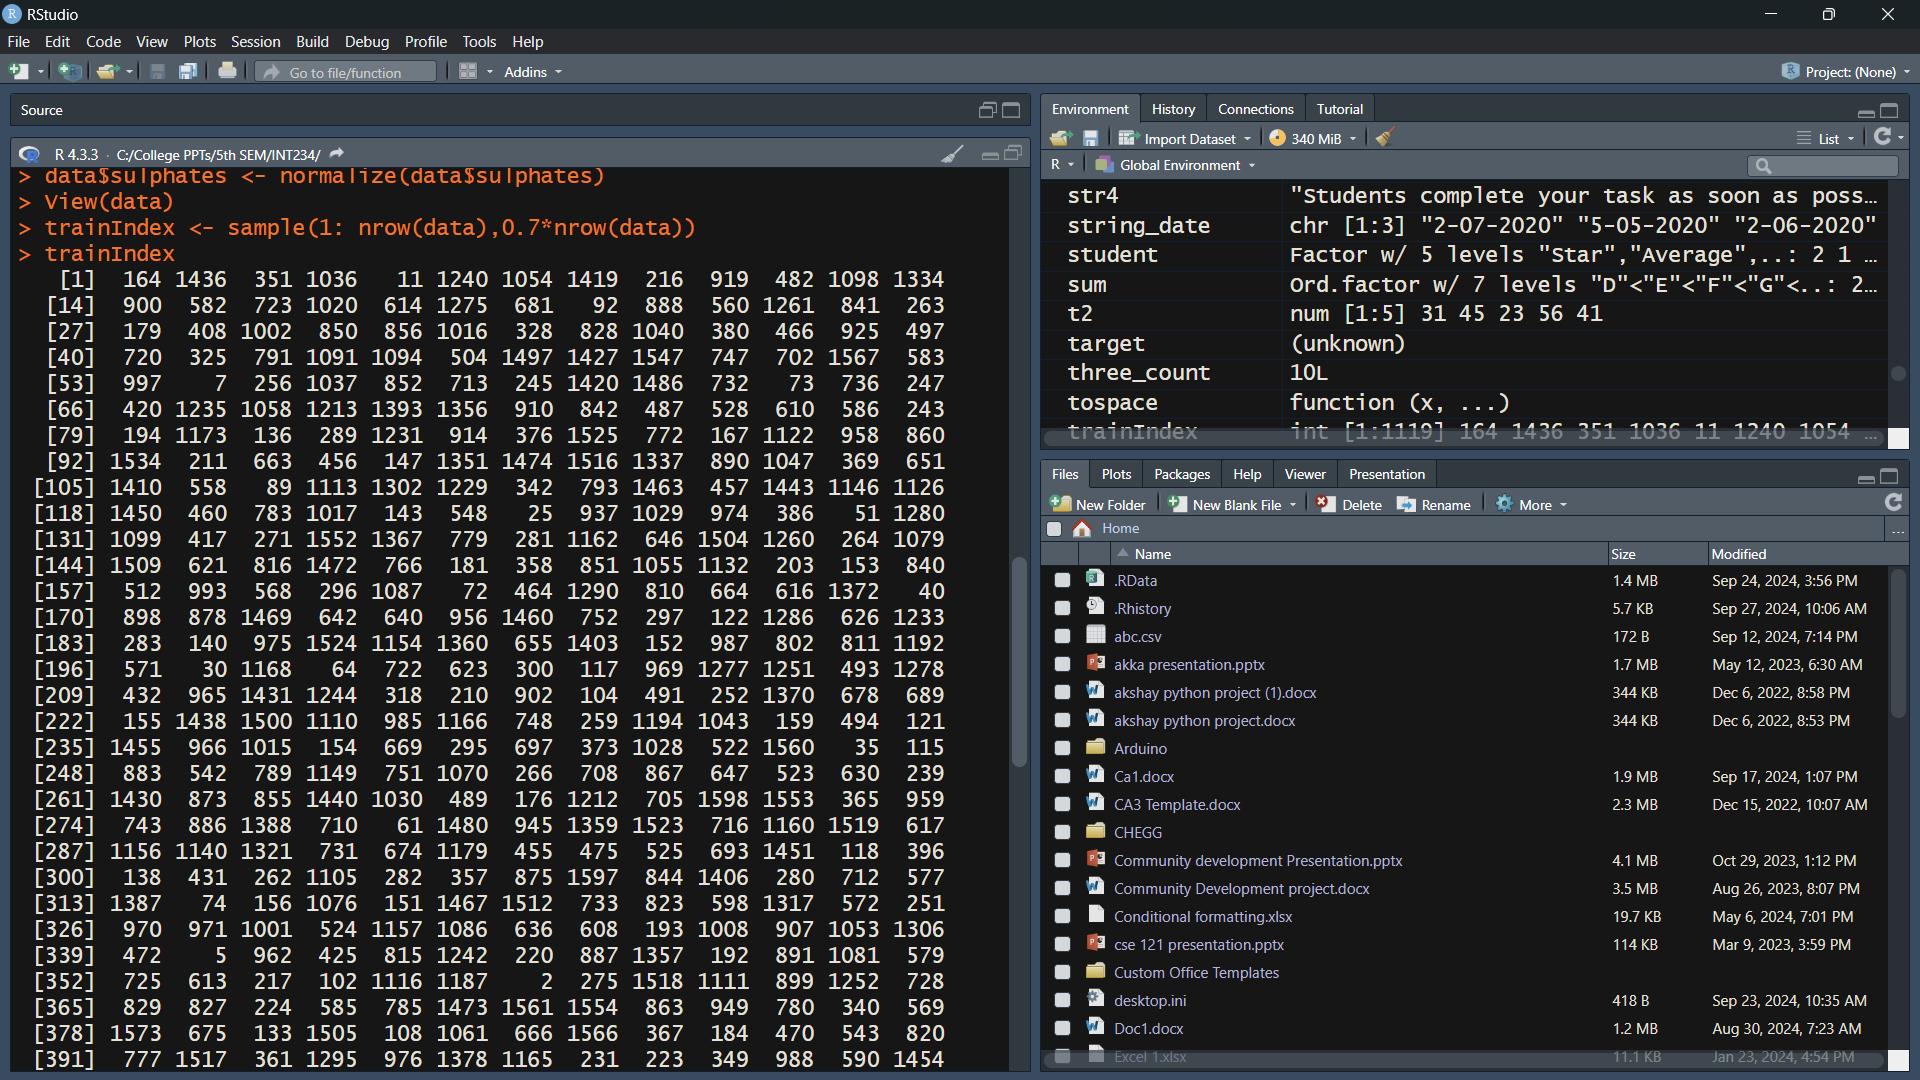 RStudio
File Edit Code View Plots Session Build Debug Profile Tools Help
Go to file/function Addins Project: (None)
Source
R 4.3.3 · C:/College PPTs/5th SEM/INT234/
> data$sulphates <- normalize(data$sulphates)
> View(data)
> trainIndex <- sample(1: nrow(data),0.7*nrow(data))
> trainIndex
[1] 164 1436 351 1036 11 1240 1054 1419 216 919 482 1098 1334
[14] 900 582 723 1020 614 1275 681 92 888 560 1261 841 263
[27] 179 408 1002 850 856 1016 328 828 1040 380 466 925 497
[40] 720 325 791 1091 1094 504 1497 1427 1547 747 702 1567 583
[53] 997 7 256 1037 852 713 245 1420 1486 732 73 736 247
[66] 420 1235 1058 1213 1393 1356 910 842 487 528 610 586 243
[79] 194 1173 136 289 1231 914 376 1525 772 167 1122 958 860
[92] 1534 211 663 456 147 1351 1474 1516 1337 890 1047 369 651
[105] 1410 558 89 1113 1302 1229 342 793 1463 457 1443 1146 1126
[118] 1450 460 783 1017 143 548 25 937 1029 974 386 51 1280
[131] 1099 417 271 1552 1367 779 281 1162 646 1504 1260 264 1079
[144] 1509 621 816 1472 766 181 358 851 1055 1132 203 153 840
[157] 512 993 568 296 1087 72 464 1290 810 664 616 1372 40
[170] 898 878 1469 642 640 956 1460 752 297 122 1286 626 1233
[183] 283 140 975 1524 1154 1360 655 1403 152 987 802 811 1192
[196] 571 30 1168 64 722 623 300 117 969 1277 1251 493 1278
[209] 432 965 1431 1244 318 210 902 104 491 252 1370 678 689
[222] 155 1438 1500 1110 985 1166 748 259 1194 1043 159 494 121
[235] 1455 966 1015 154 669 295 697 373 1028 522 1560 35 115
[248] 883 542 789 1149 751 1070 266 708 867 647 523 630 239
[261] 1430 873 855 1440 1030 489 176 1212 705 1598 1553 365 959
[274] 743 886 1388 710 61 1480 945 1359 1523 716 1160 1519 617
[287] 1156 1140 1321 731 674 1179 455 475 525 693 1451 118 396
[300] 138 431 262 1105 282 357 875 1597 844 1406 280 712 577
[313] 1387 74 156 1076 151 1467 1512 733 823 598 1317 572 251
[326] 970 971 1001 524 1157 1086 636 608 193 1008 907 1053 1306
[339] 472 5 962 425 815 1242 220 887 1357 192 891 1081 579
[352] 725 613 217 102 1116 1187 2 275 1518 1111 899 1252 728
[365] 829 827 224 585 785 1473 1561 1554 863 949 780 340 569
[378] 1573 675 133 1505 108 1061 666 1566 367 184 470 543 820
[391] 777 1517 361 1295 976 1378 1165 231 223 349 988 590 1454
Environment History Connections Tutorial
Import Dataset 340 MiB List
R Global Environment
str4 "Students complete your task as soon as poss…
string_date chr [1:3] "2-07-2020" "5-05-2020" "2-06-2020"
student Factor w/ 5 levels "Star","Average",..: 2 1 …
sum Ord.factor w/ 7 levels "D"<"E"<"F"<"G"<..: 2…
t2 num [1:5] 31 45 23 56 41
target (unknown)
three_count 10L
tospace function (x, ...)
trainIndex int [1:1119] 164 1436 351 1036 11 1240 1054 …
Files Plots Packages Help Viewer Presentation
New Folder New Blank File Delete Rename More
Home ...
Name Size Modified
.RData 1.4 MB Sep 24, 2024, 3:56 PM
.Rhistory 5.7 KB Sep 27, 2024, 10:06 AM
abc.csv 172 B Sep 12, 2024, 7:14 PM
akka presentation.pptx 1.7 MB May 12, 2023, 6:30 AM
akshay python project (1).docx 344 KB Dec 6, 2022, 8:58 PM
akshay python project.docx 344 KB Dec 6, 2022, 8:53 PM
Arduino
Ca1.docx 1.9 MB Sep 17, 2024, 1:07 PM
CA3 Template.docx 2.3 MB Dec 15, 2022, 10:07 AM
CHEGG
Community development Presentation.pptx 4.1 MB Oct 29, 2023, 1:12 PM
Community Development project.docx 3.5 MB Aug 26, 2023, 8:07 PM
Conditional formatting.xlsx 19.7 KB May 6, 2024, 7:01 PM
cse 121 presentation.pptx 114 KB Mar 9, 2023, 3:59 PM
Custom Office Templates
desktop.ini 418 B Sep 23, 2024, 10:35 AM
Doc1.docx 1.2 MB Aug 30, 2024, 7:23 AM
Excel 1.xlsx 11.1 KB Jan 23, 2024, 4:54 PM